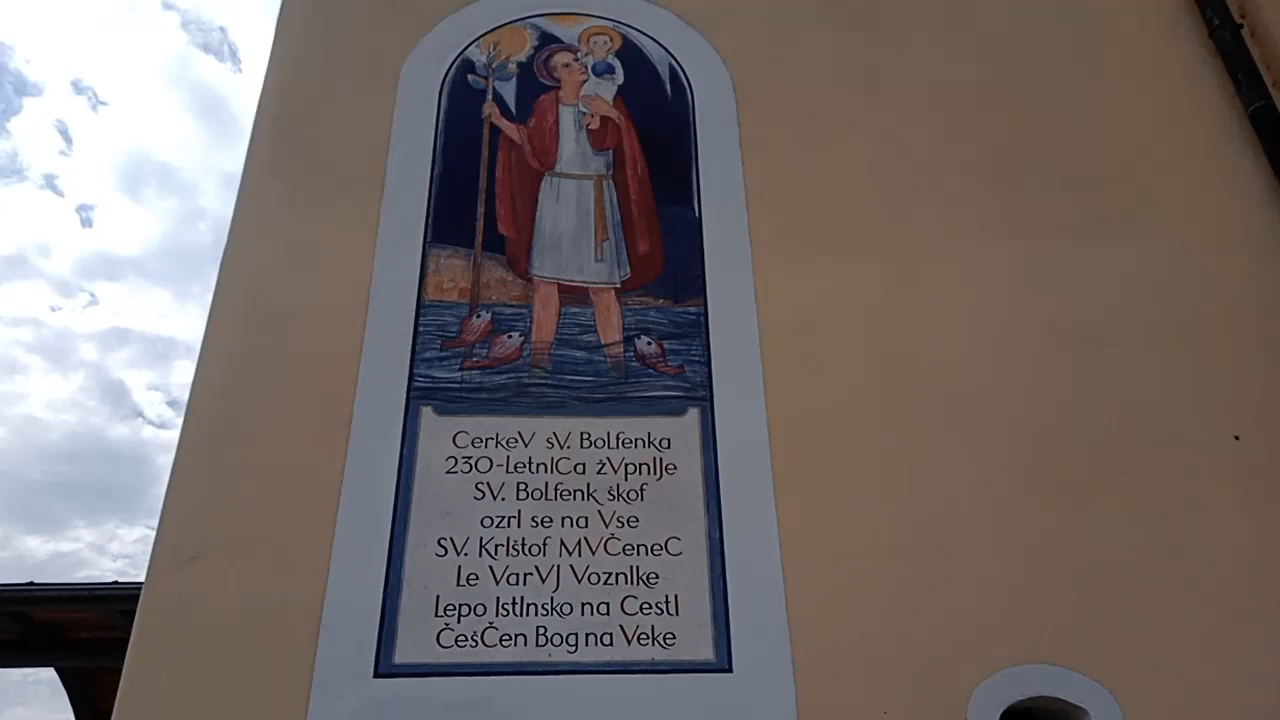 CerkeV sV. BoLfenka
230-LetnICa žVpnIJe
SV. BoLfenk škof
ozrI se na Vse
SV. KrIštof MVČeneC
Le VarVJ VoznIke
Lepo IstInsko na CestI
ČešČen Bog na Veke